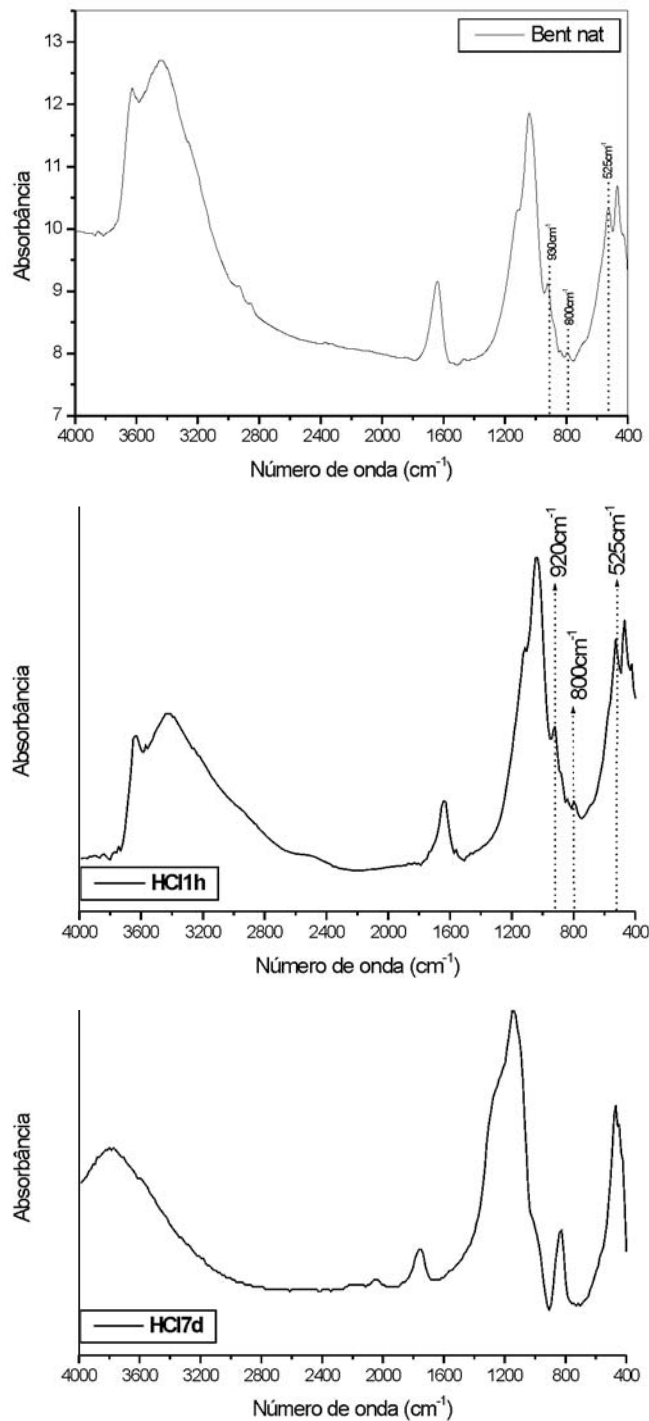 Bent nat
13
12
11
10
9
8
7
Absorbância
930cm⁻¹
800cm⁻¹
525cm⁻¹
4000 3600 3200 2800 2400 2000 1600 1200 800 400
Número de onda (cm⁻¹)
Absorbância
920cm⁻¹
800cm⁻¹
525cm⁻¹
HCl1h
4000 3600 3200 2800 2400 2000 1600 1200 800 400
Número de onda (cm⁻¹)
Absorbância
HCl7d
4000 3600 3200 2800 2400 2000 1600 1200 800 400
Número de onda (cm⁻¹)